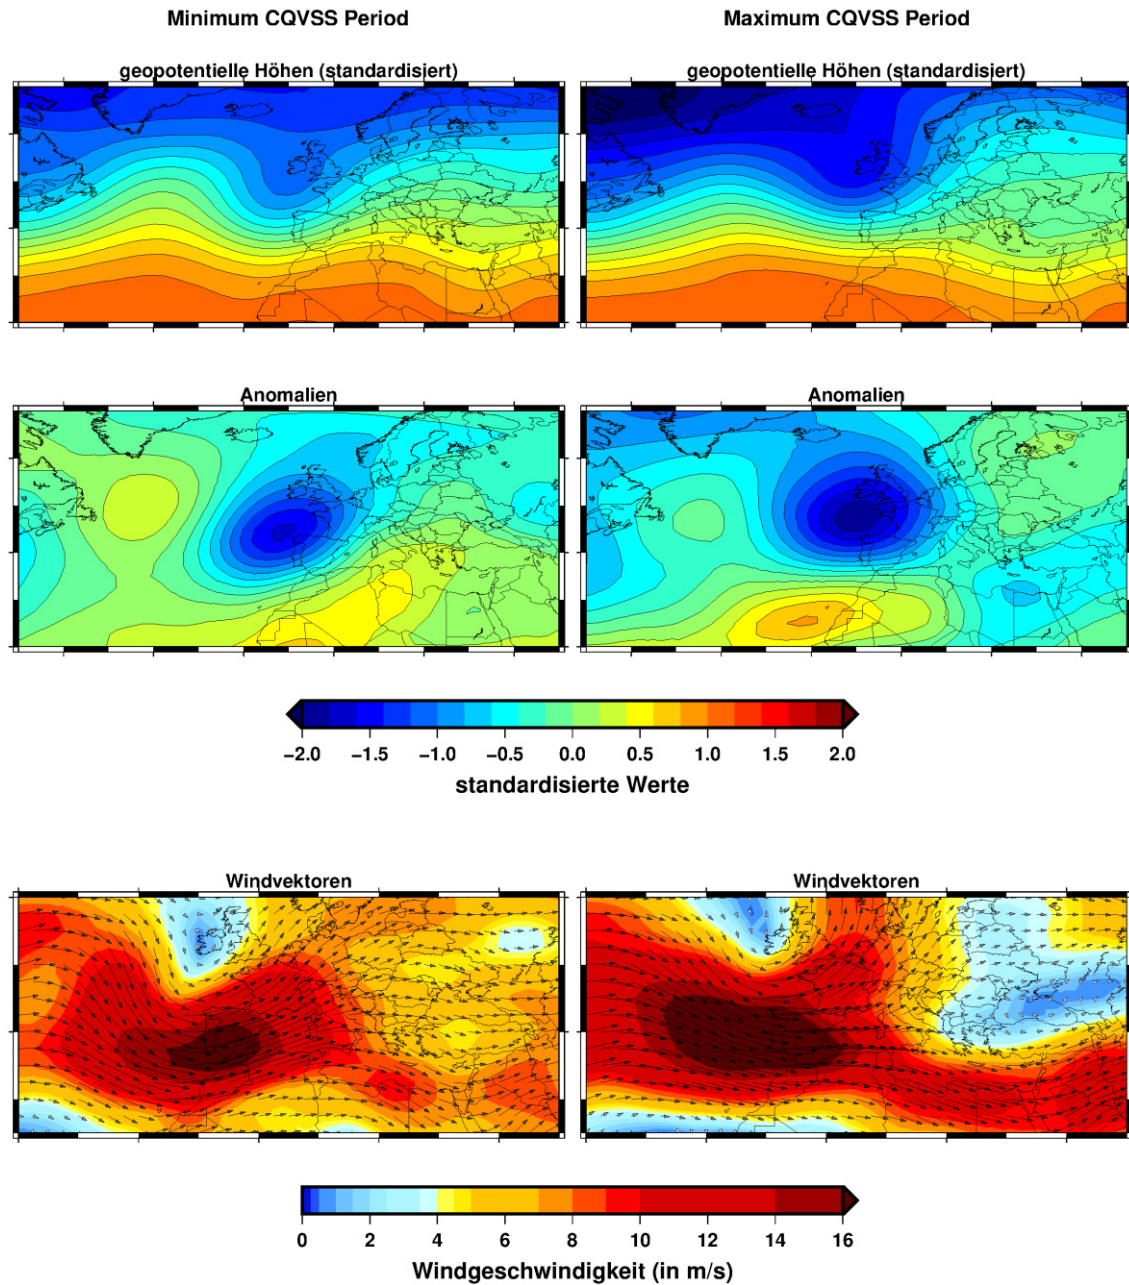 Minimum CQVSS Period
Maximum CQVSS Period
geopotentielle Höhen (standardisiert)
geopotentielle Höhen (standardisiert)
Anomalien
Anomalien
−2.0 −1.5 −1.0 −0.5 0.0 0.5 1.0 1.5 2.0
standardisierte Werte
Windvektoren
Windvektoren
0 2 4 6 8 10 12 14 16
Windgeschwindigkeit (in m/s)